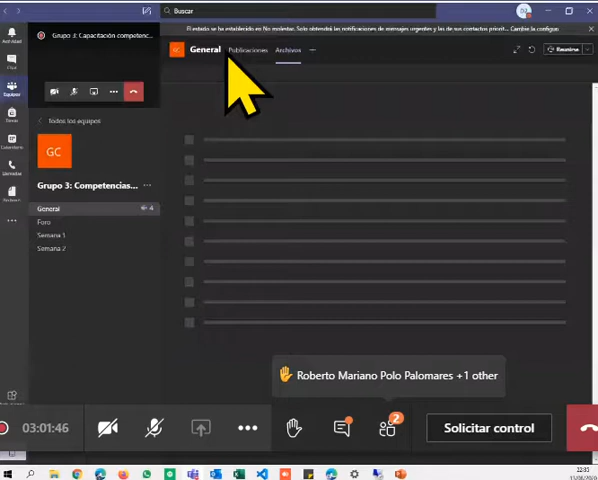 Buscar
El estado se ha establecido en No molestar. Solo obtendrá las notificaciones de mensajes urgentes y de sus contactos priorit... Cambie la configura
Grupo 3: Capacitación competenc...
GC General Publicaciones Archivos
Reunirse
Actividad
Chat
Equipos
Tareas
Calendario
Llamadas
Archivos
Todos los equipos
GC
Grupo 3: Competencias...
General 4
Foro
Semana 1
Semana 2
Roberto Mariano Polo Palomares +1 other
03:01:46
2
Solicitar control
22:35